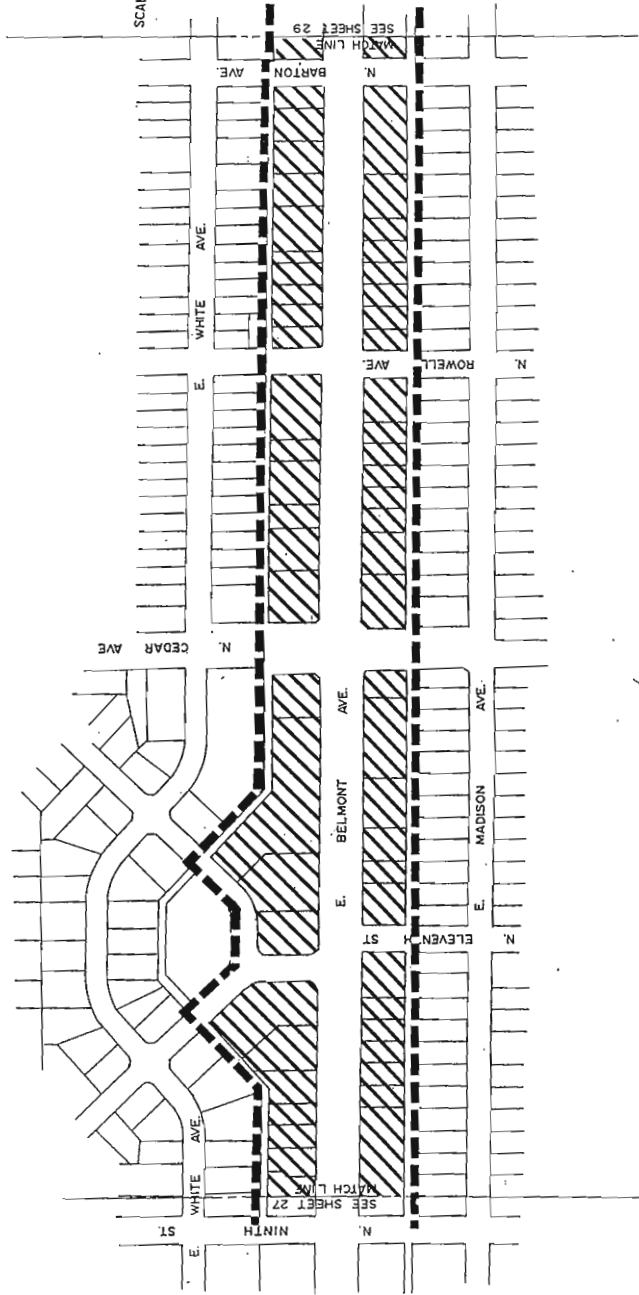 SCAL
SEE SHEET 29
MATCH LINE
N. BARTON AVE.
E. WHITE AVE.
N. ROWELL AVE.
N. CEDAR AVE
E. BELMONT AVE.
E. MADISON AVE.
N. ELEVENTH ST
MATCH LINE
SEE SHEET 27
N. NINTH ST.
E. WHITE AVE.